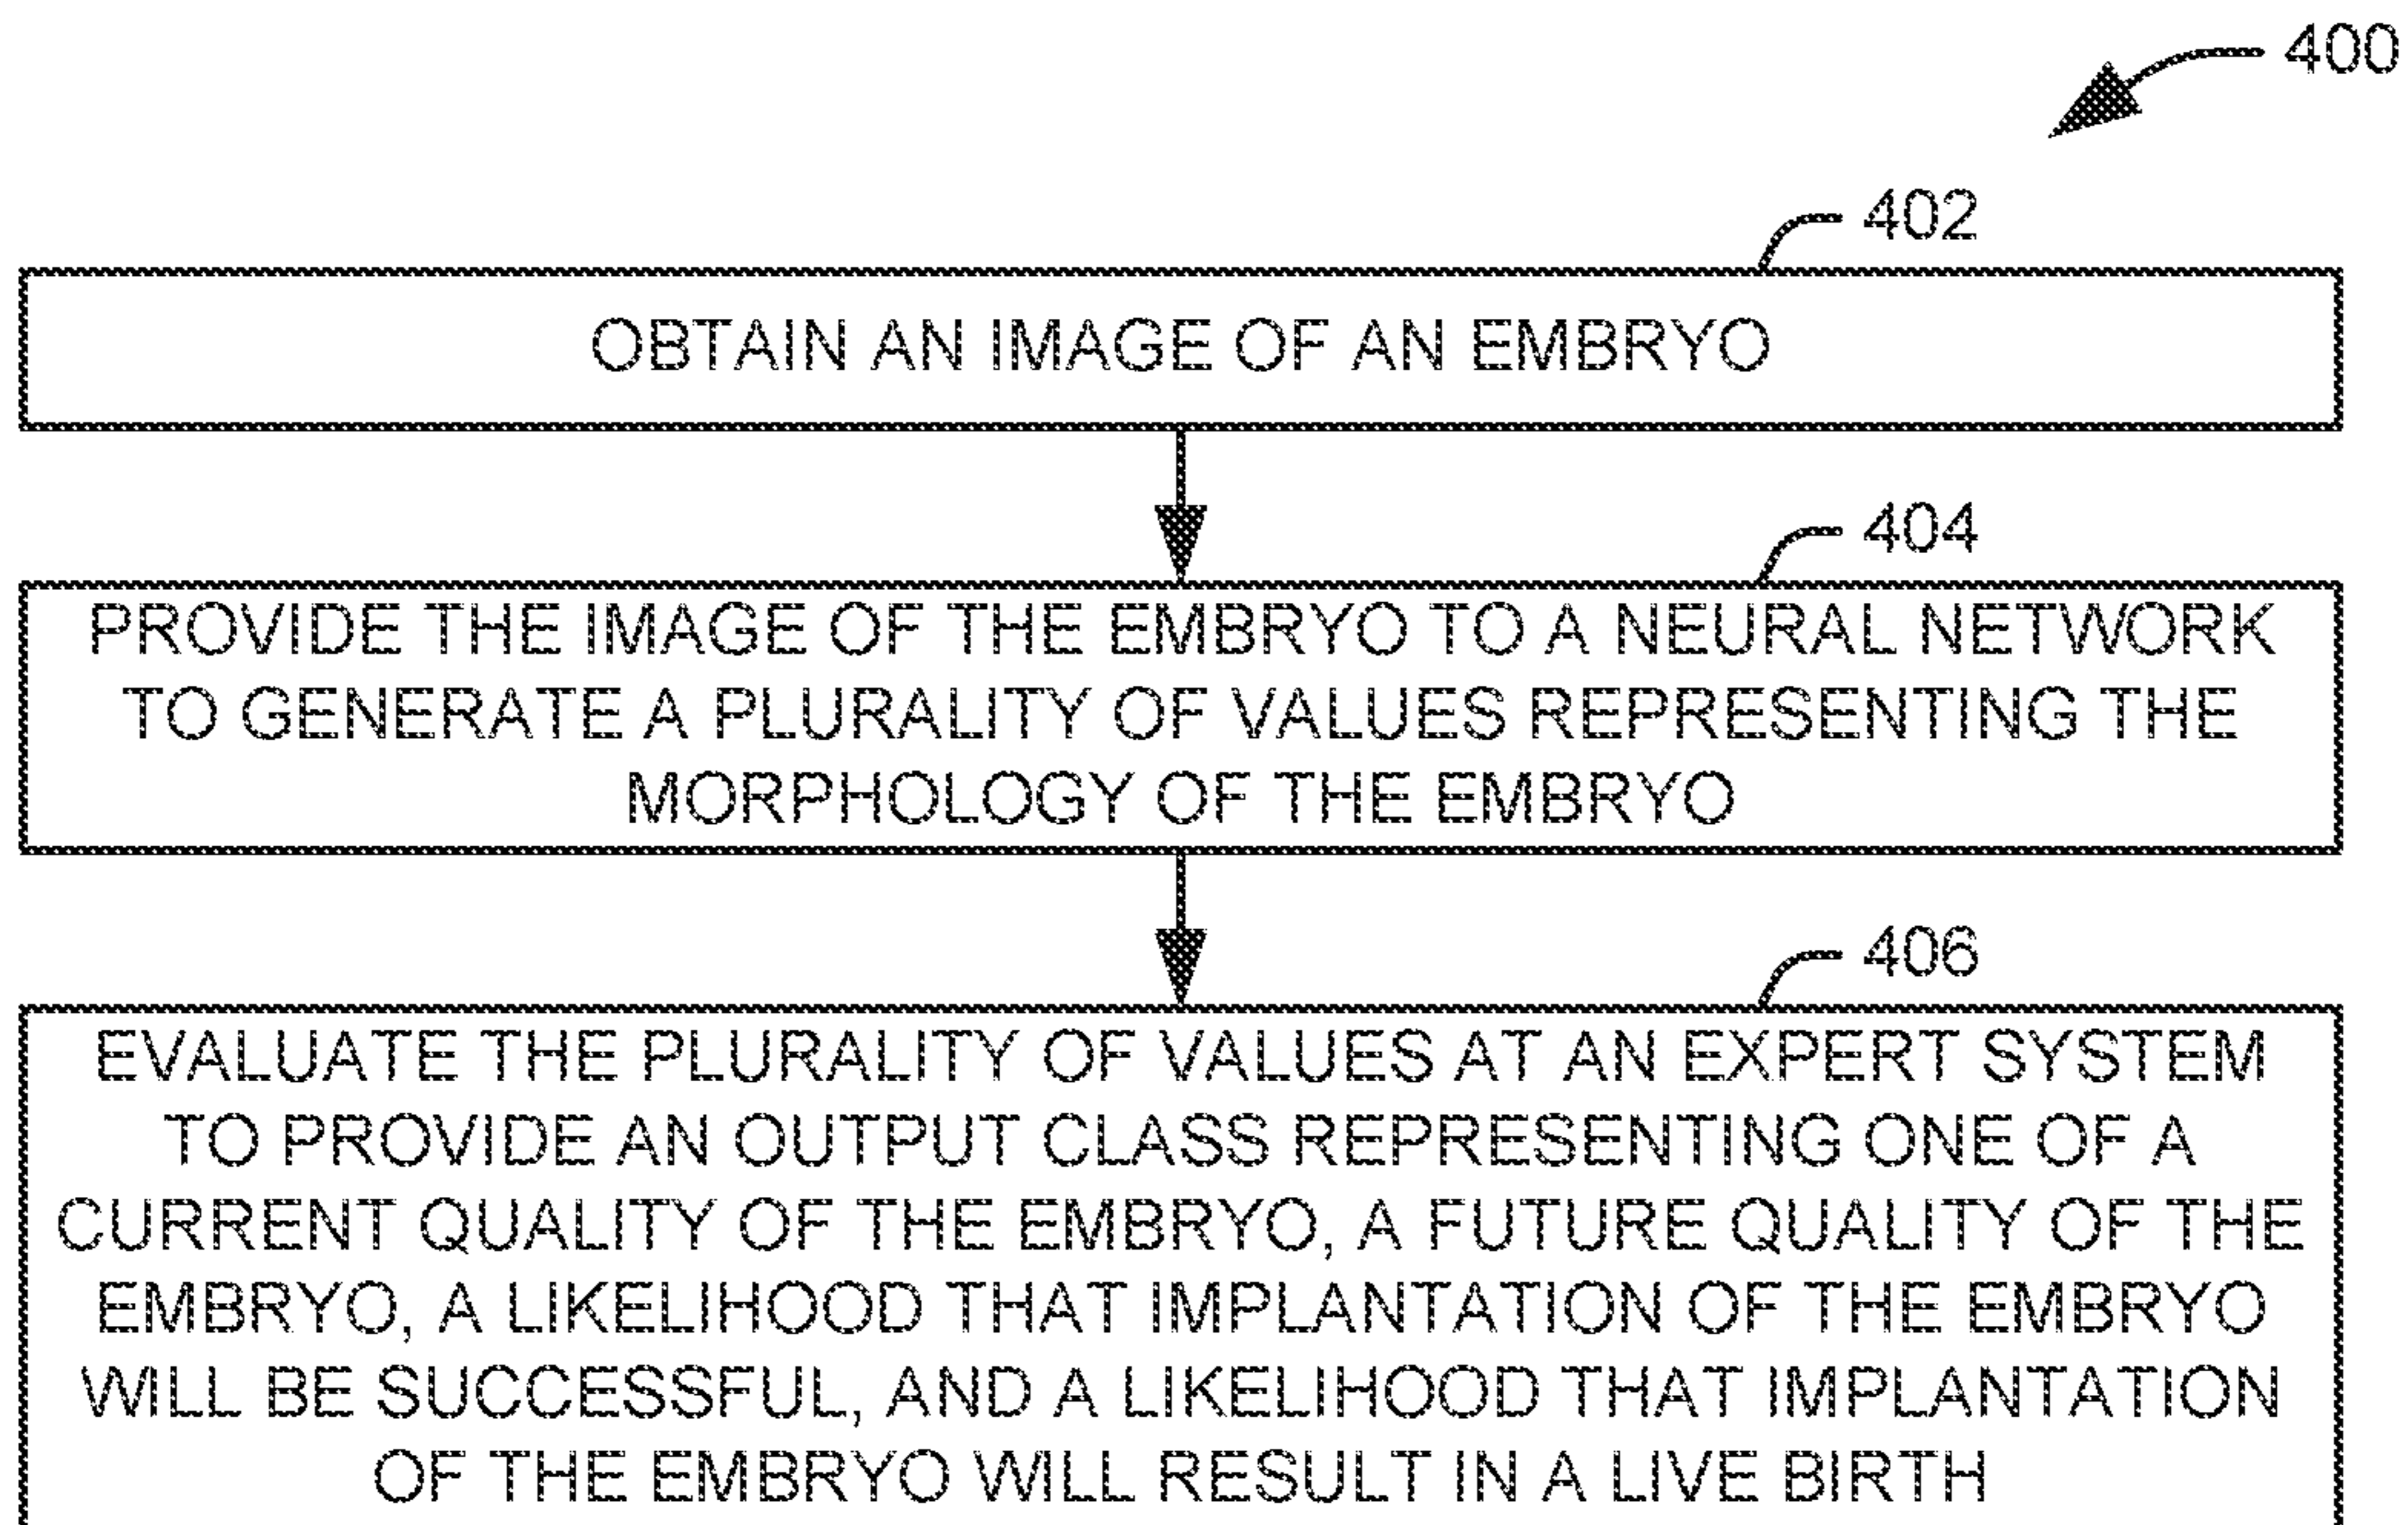 400
402
OBTAIN AN IMAGE OF AN EMBRYO
404
PROVIDE THE IMAGE OF THE EMBRYO TO A NEURAL NETWORK
TO GENERATE A PLURALITY OF VALUES REPRESENTING THE
MORPHOLOGY OF THE EMBRYO
406
EVALUATE THE PLURALITY OF VALUES AT AN EXPERT SYSTEM
TO PROVIDE AN OUTPUT CLASS REPRESENTING ONE OF A
CURRENT QUALITY OF THE EMBRYO, A FUTURE QUALITY OF THE
EMBRYO, A LIKELIHOOD THAT IMPLANTATION OF THE EMBRYO
WILL BE SUCCESSFUL, AND A LIKELIHOOD THAT IMPLANTATION
OF THE EMBRYO WILL RESULT IN A LIVE BIRTH